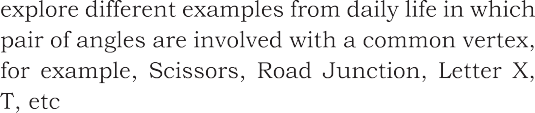 explore different examples from daily life in which
pair of angles are involved with a common vertex,
for example, Scissors, Road Junction, Letter X,
T, etc